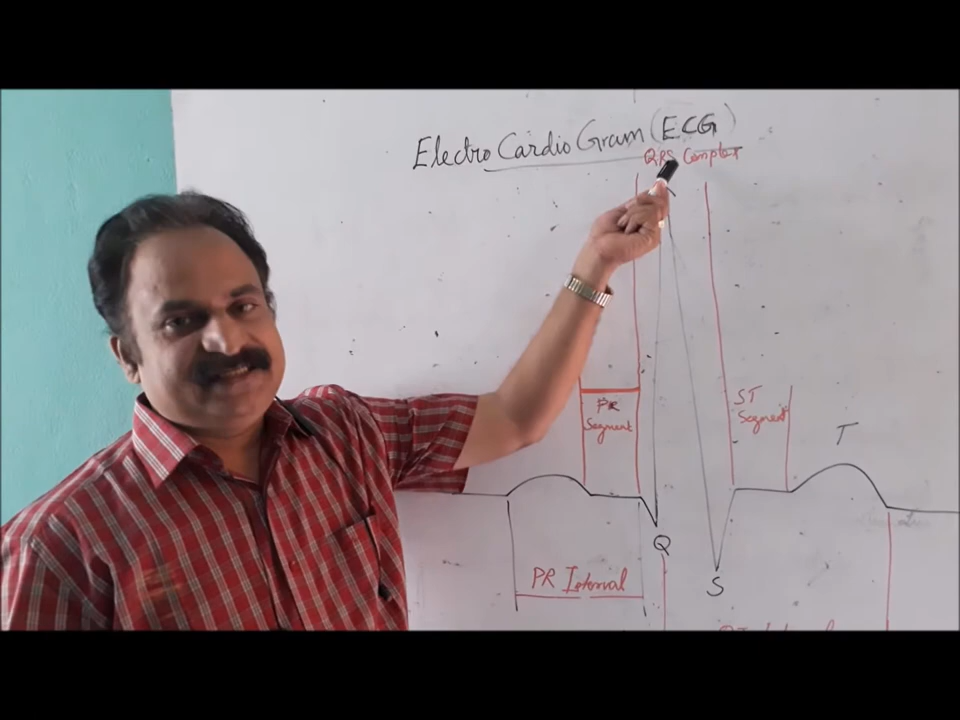 Electro Cardio Gram (ECG)
QRS Complex
PR
Segment
ST
Segment
T
Q
PR Interval
S